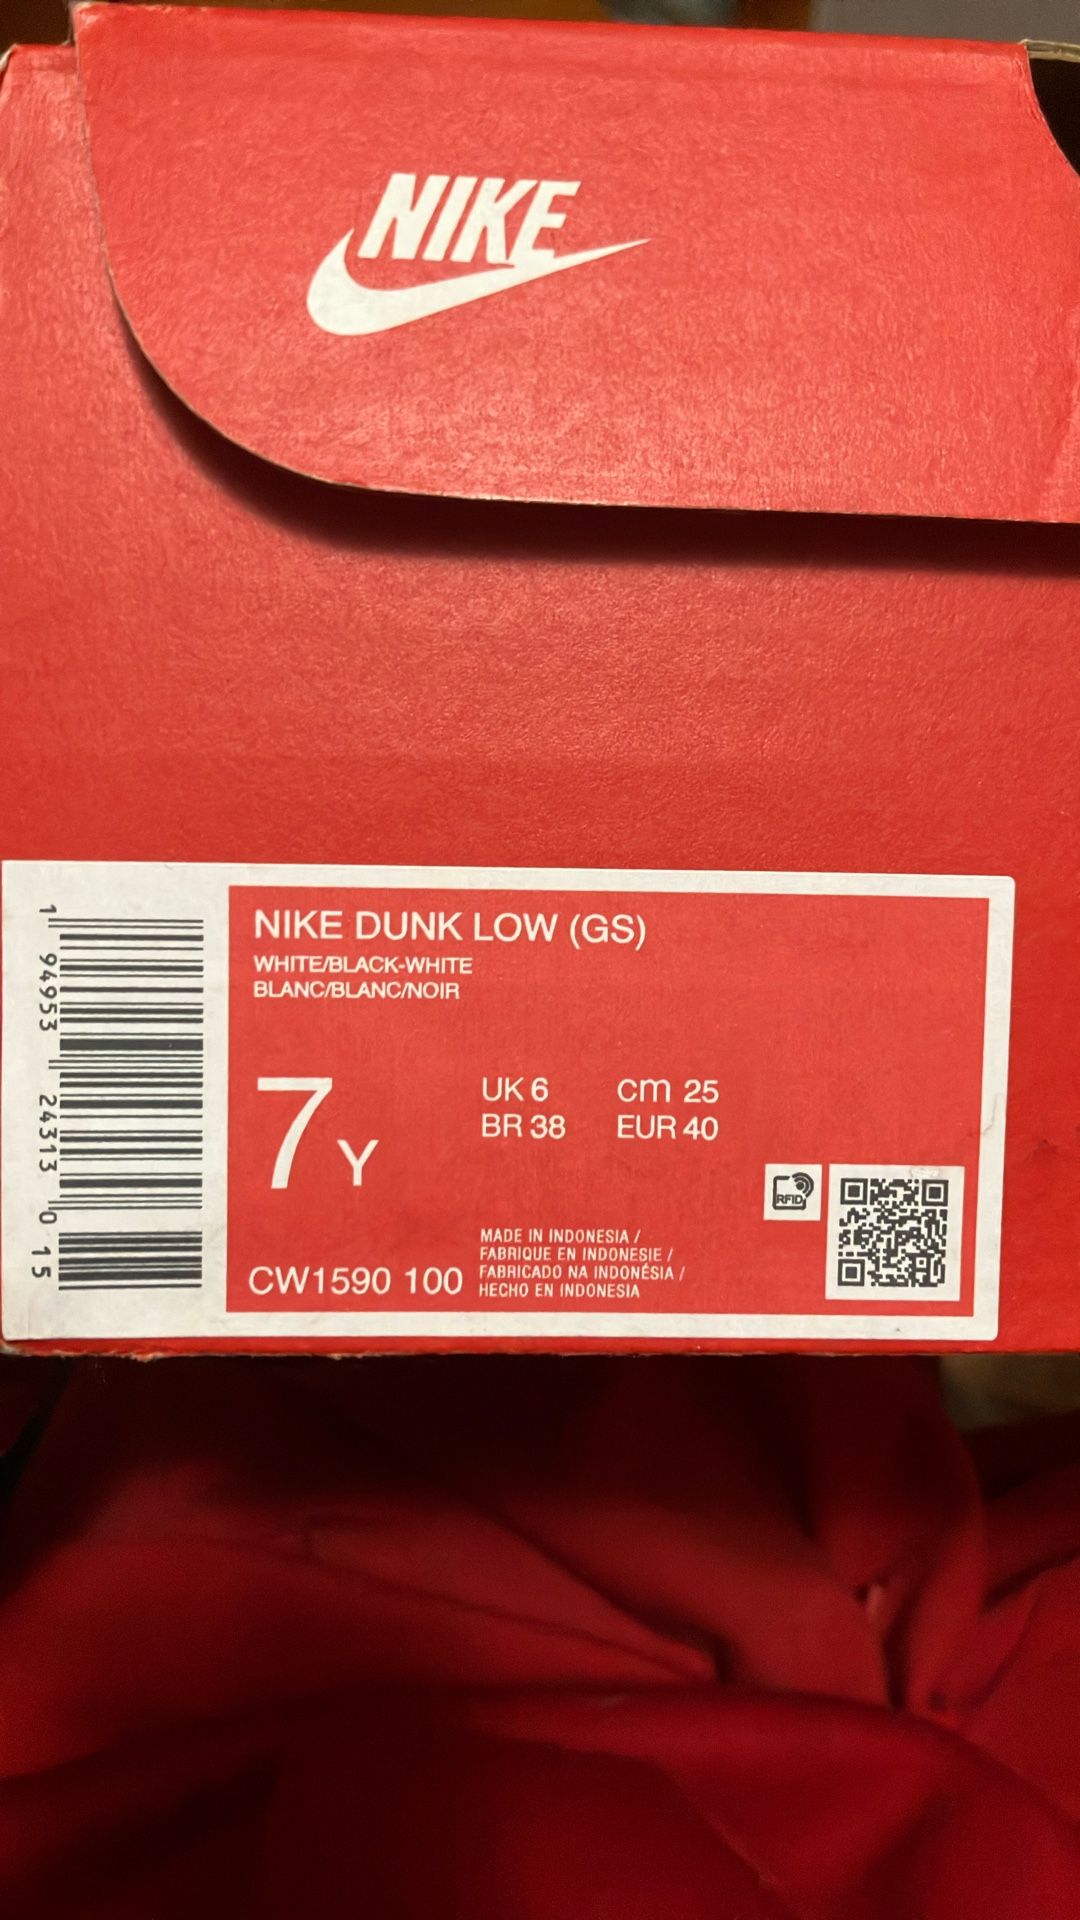 NIKE
NIKE DUNK LOW (GS)
WHITE/BLACK-WHITE
BLANC/BLANC/NOIR
7Y
UK 6
cm 25
BR 38
EUR 40
RFID
MADE IN INDONESIA /
FABRIQUE EN INDONESIE /
FABRICADO NA INDONÉSIA /
HECHO EN INDONESIA
CW1590 100
1 94953 24313 0 15